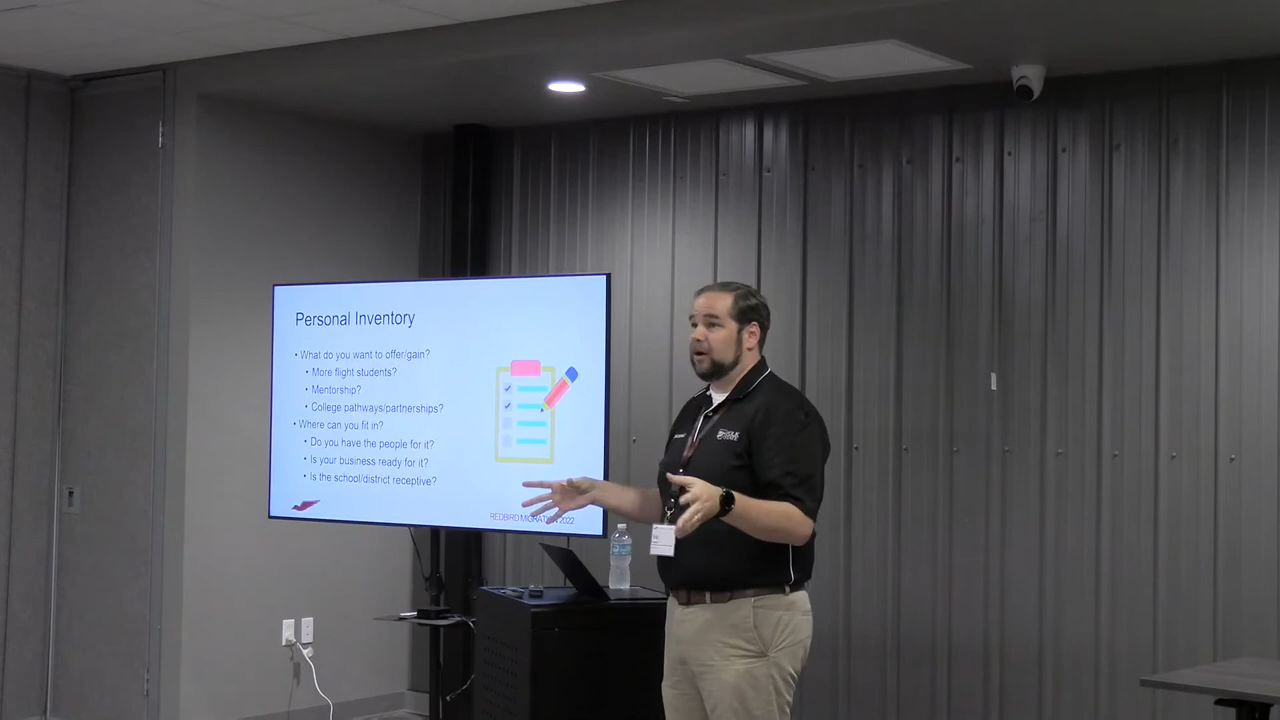 Personal Inventory
• What do you want to offer/gain?
• More flight students?
• Mentorship?
• College pathways/partnerships?
• Where can you fit in?
• Do you have the people for it?
• Is your business ready for it?
• Is the school/district receptive?
REDBIRD MIGRATION 2022
POLK
STATE